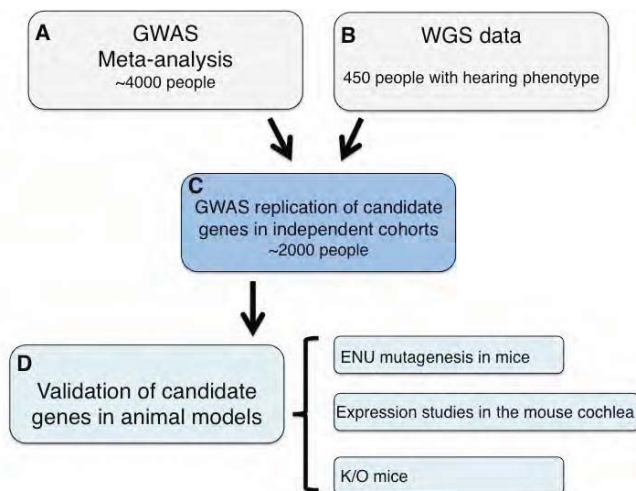 A
GWAS
Meta-analysis
~4000 people
B
WGS data
450 people with hearing phenotype
C
GWAS replication of candidate
genes in independent cohorts
~2000 people
D
Validation of candidate
genes in animal models
ENU mutagenesis in mice
Expression studies in the mouse cochlea
K/O mice